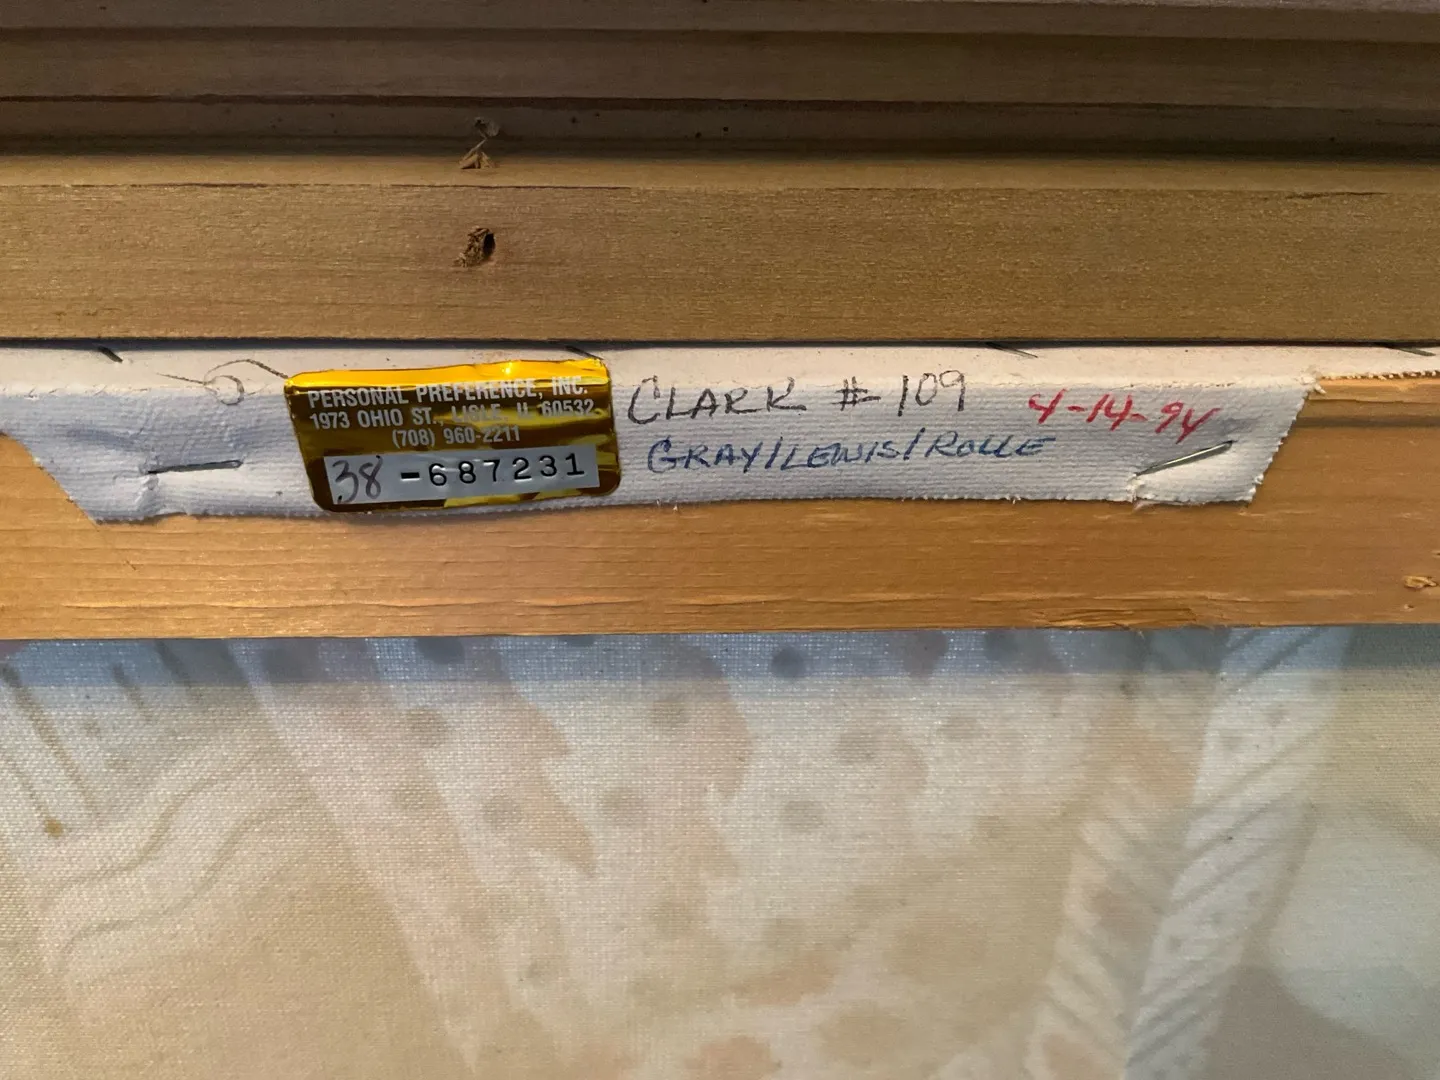 PERSONAL PREFERENCE, INC.
1973 OHIO ST., LISLE, IL 60532
(708) 960-2211
38 -687231
CLARK # 109
4-14-94
GRAY/LEWIS/ROLLE